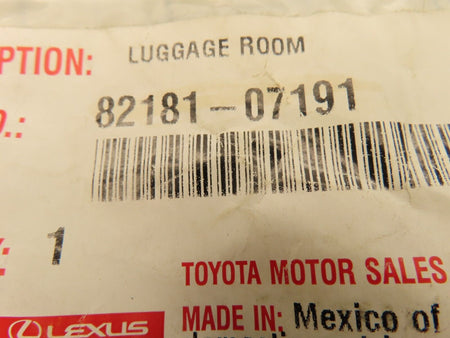 PTION: LUGGAGE ROOM
O.: 82181-07191
: 1
TOYOTA MOTOR SALES
LEXUS MADE IN: Mexico of